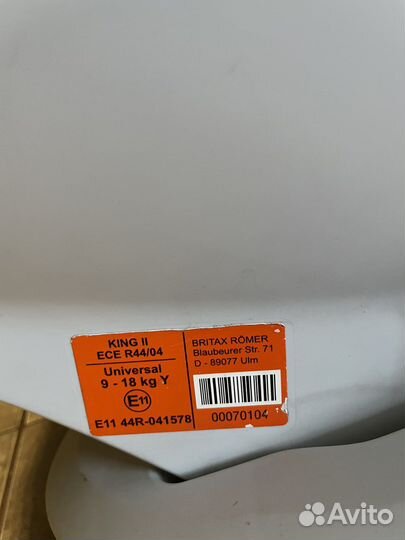 KING II
ECE R44/04
Universal
9 - 18 kg Y
E11
E11 44R-041578
BRITAX RÖMER
Blaubeurer Str. 71
D - 89077 Ulm
00070104
Avito